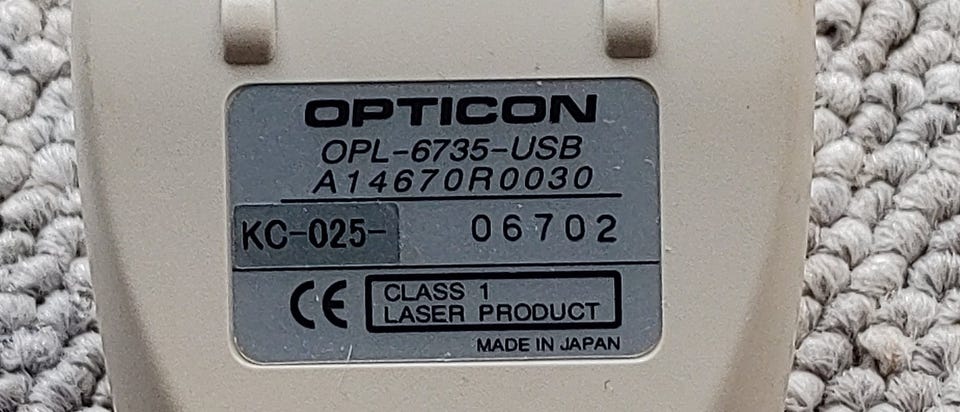 OPTICON
OPL-6735-USB
A14670R0030
KC-025- 06702
CE CLASS 1
LASER PRODUCT
MADE IN JAPAN